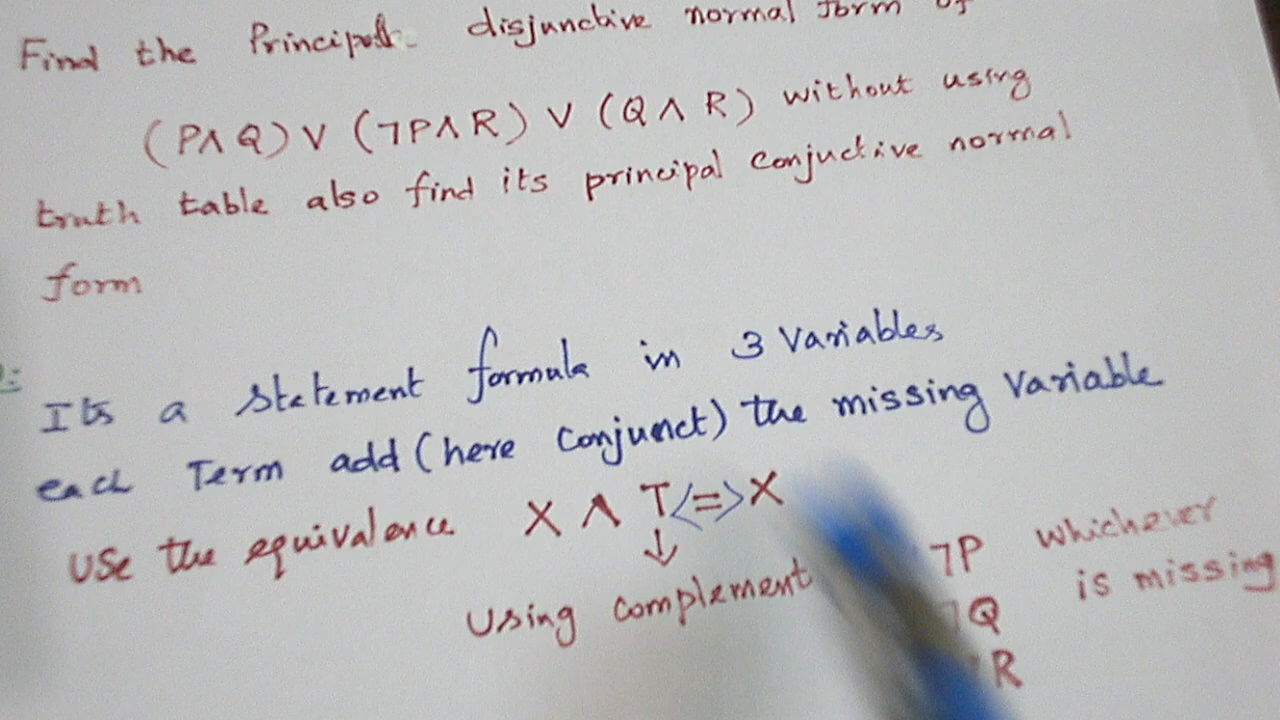 Find the Principal disjunctive normal form of
(P∧Q) ∨ (¬P∧R) ∨ (Q∧R) without using
truth table also find its principal conjuctive normal
form
Its a statement formula in 3 variables
each Term add (here conjunct) the missing variable
Use the equivalence X ∧ T <=> X
↓
Using complement ¬P whichever
¬Q is missing
R